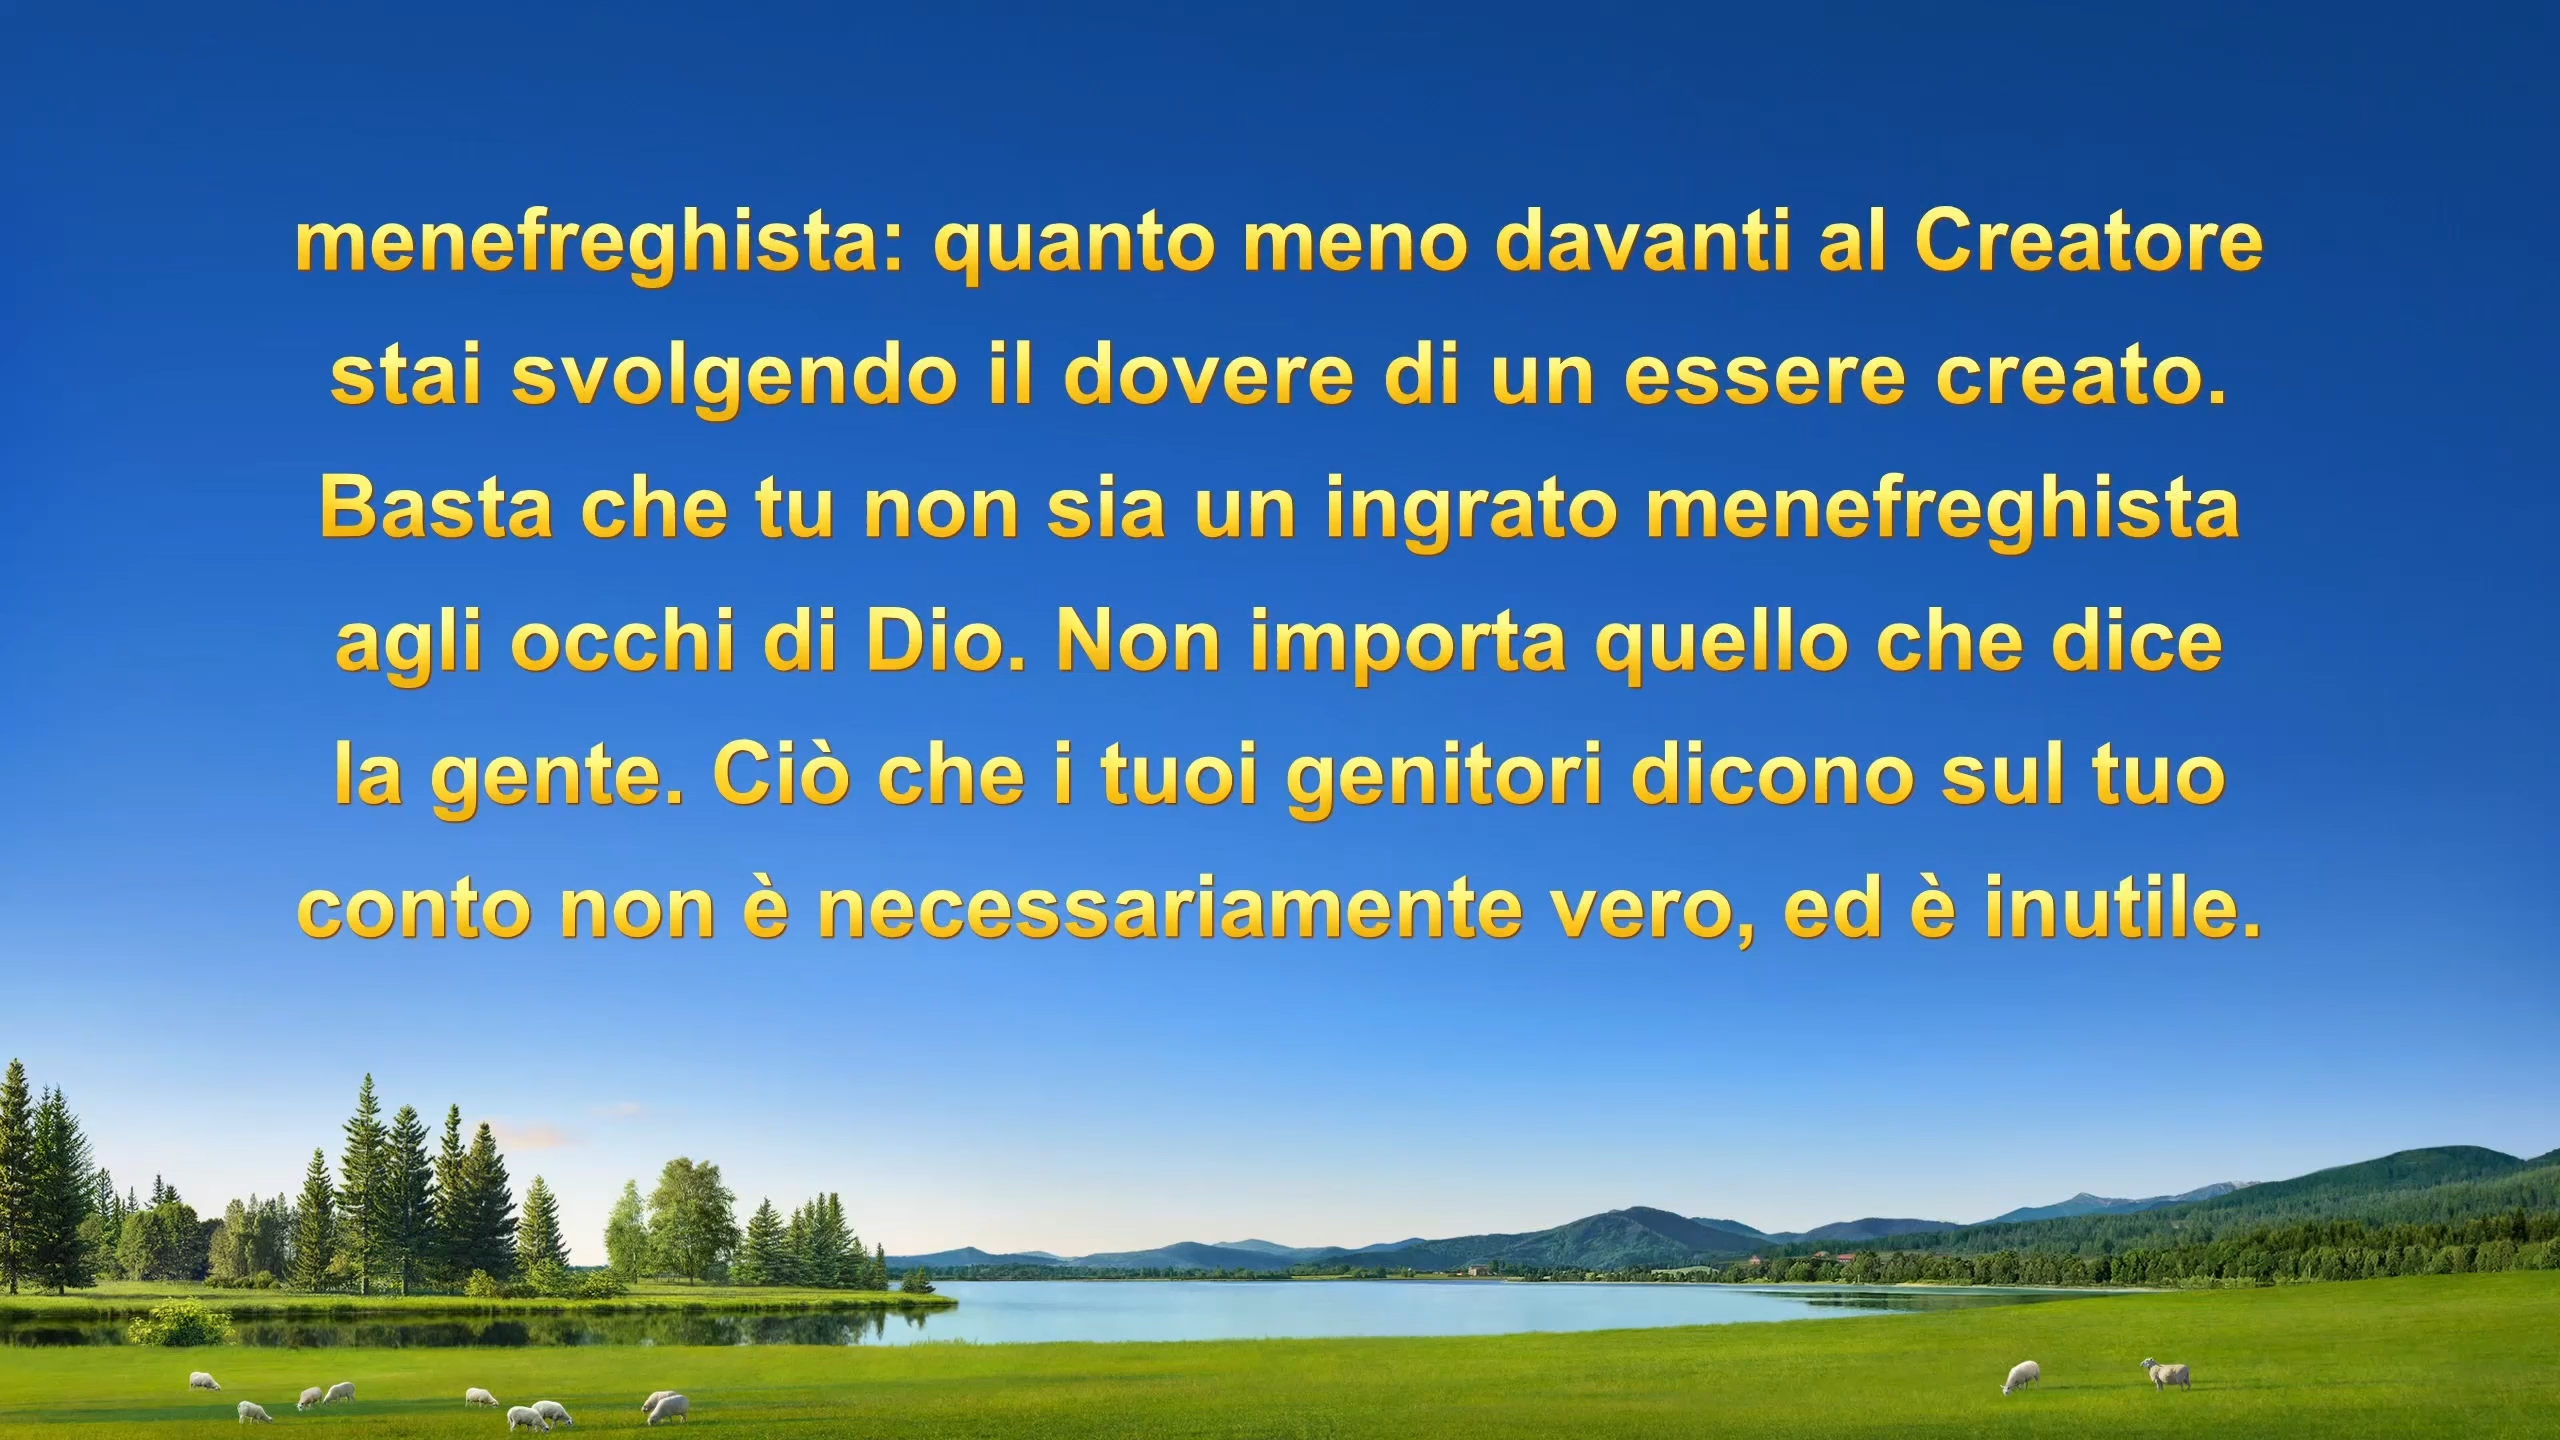 menefreghista: quanto meno davanti al Creatore
stai svolgendo il dovere di un essere creato.
Basta che tu non sia un ingrato menefreghista
agli occhi di Dio. Non importa quello che dice
la gente. Ciò che i tuoi genitori dicono sul tuo
conto non è necessariamente vero, ed è inutile.